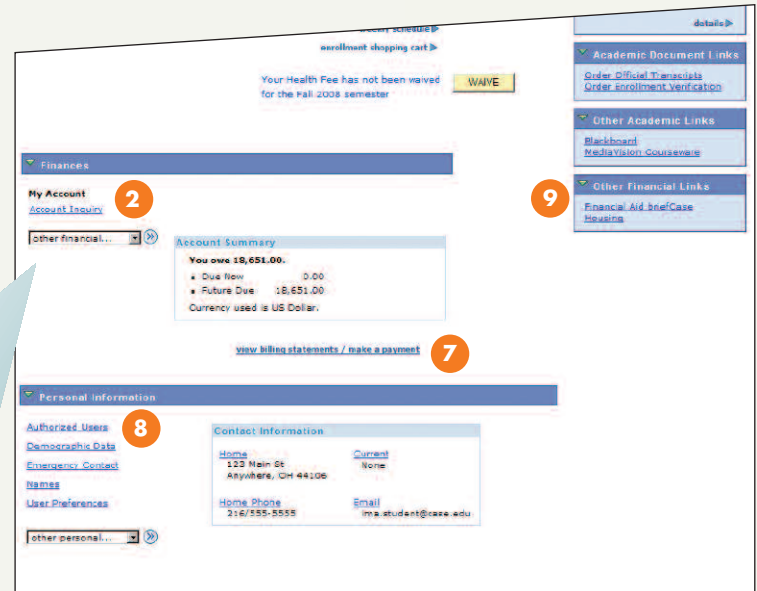 weekly schedule
enrollment shopping cart
Your Health Fee has not been waived
for the Fall 2008 semester
WAIVE
details
Academic Document Links
Order Official Transcripts
Order Enrollment Verification
Other Academic Links
Blackboard
MediaVision Courseware
9
Other Financial Links
Financial Aid briefCase
Housing
Finances
My Account
2
Account Inquiry
other financial...
Account Summary
You owe 18,651.00.
Due Now 0.00
Future Due 18,651.00
Currency used is US Dollar.
view billing statements / make a payment
7
Personal Information
Authorized Users
8
Demographic Data
Emergency Contact
Names
User Preferences
other personal...
Contact Information
Home
123 Main St
Anywhere, OH 44106
Current
None
Home Phone
216/555-5555
Email
ima.student@case.edu